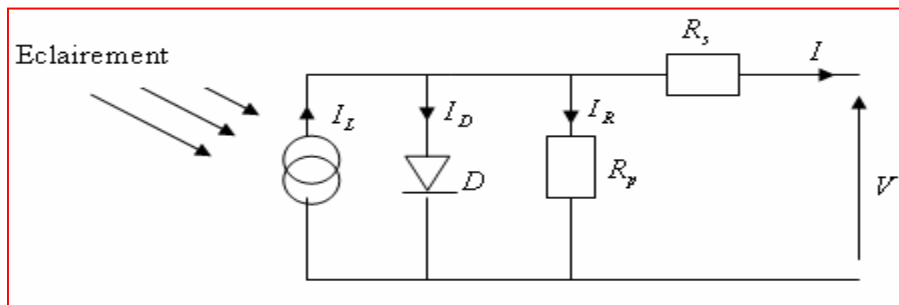 Eclairement
I_L
I_D
D
I_R
R_p
R_s
I
V